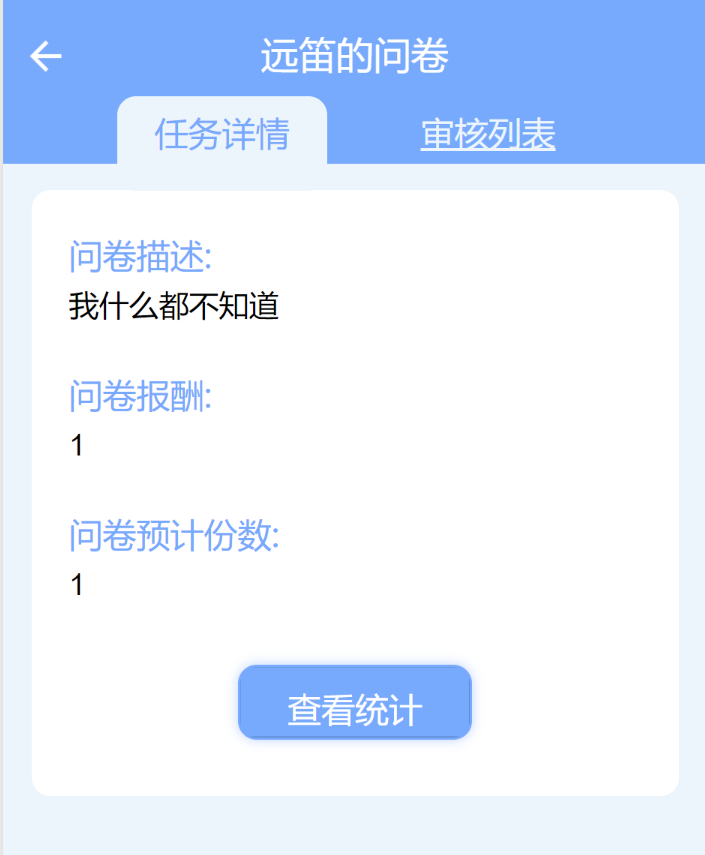 远笛的问卷
任务详情 审核列表
问卷描述:
我什么都不知道
问卷报酬:
1
问卷预计份数:
1
查看统计